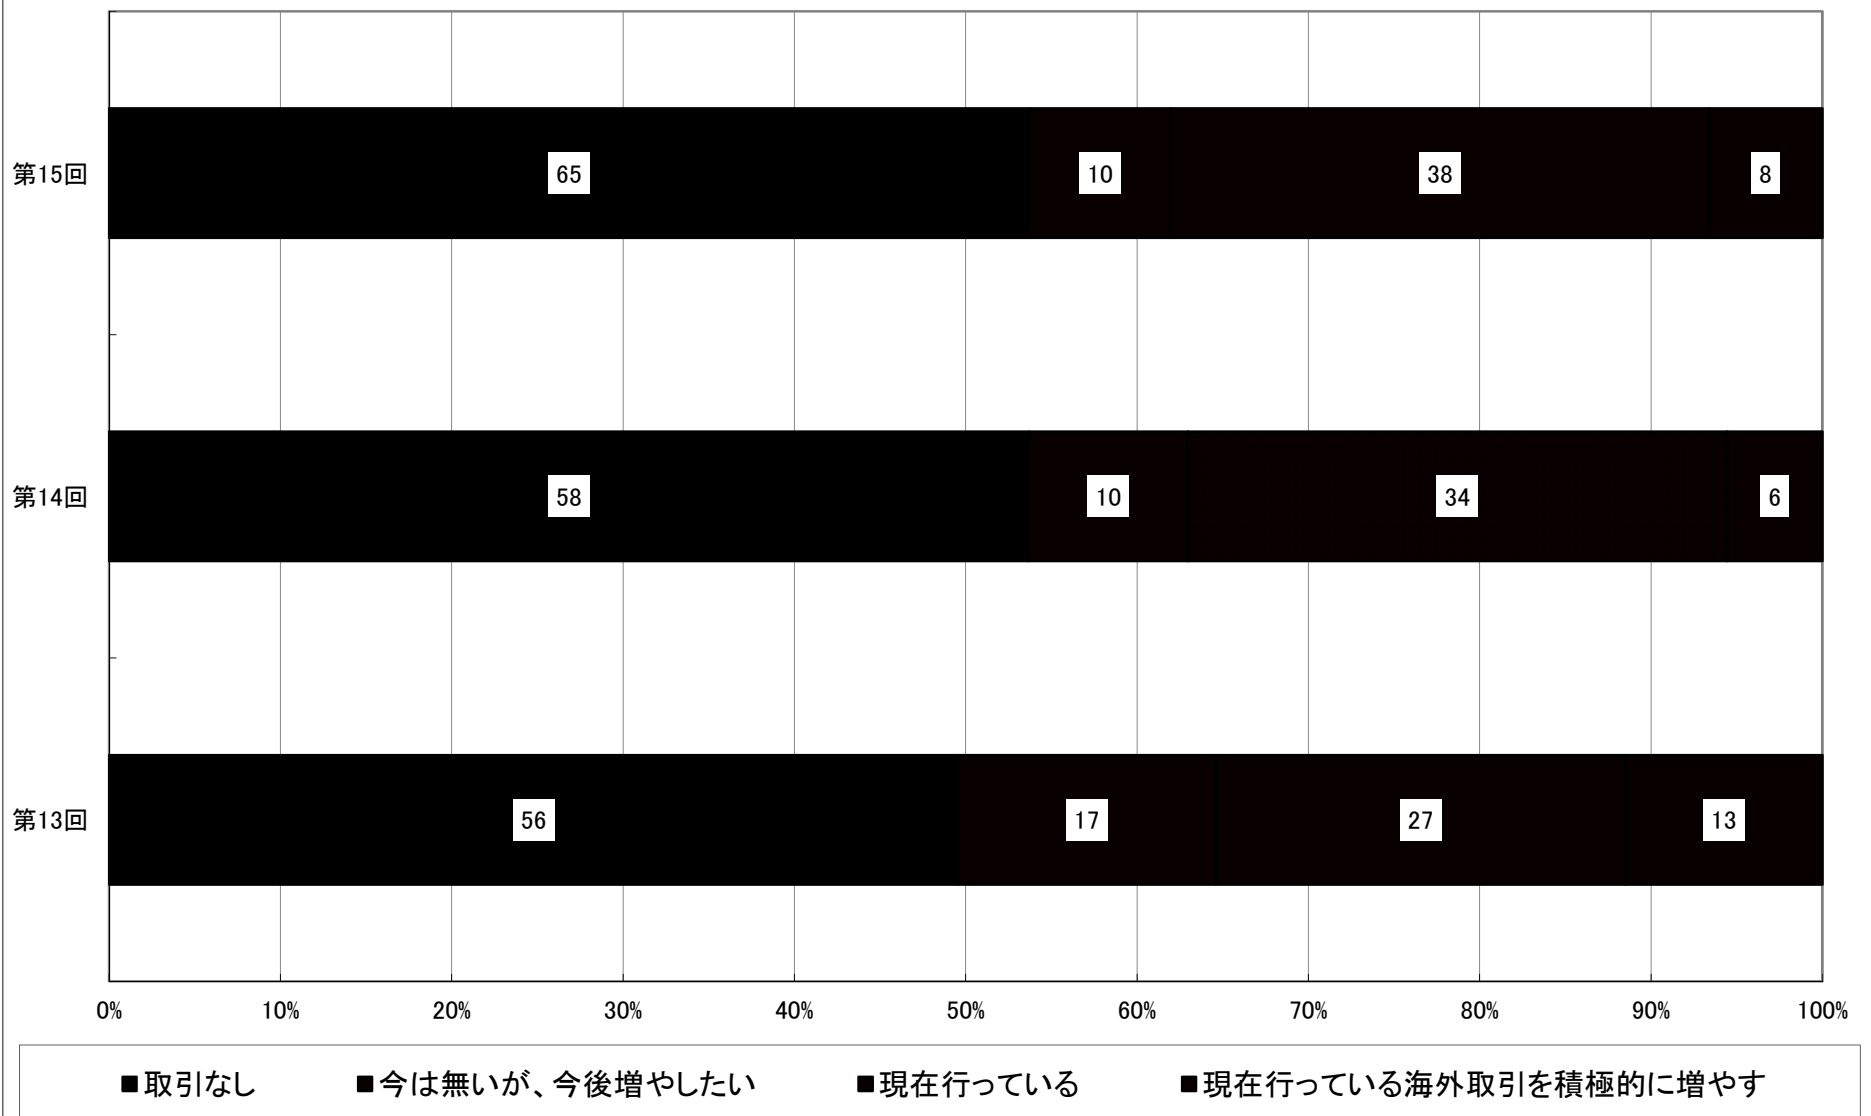 第15回 65 10 38 8
第14回 58 10 34 6
第13回 56 17 27 13
0% 10% 20% 30% 40% 50% 60% 70% 80% 90% 100%
■取引なし ■今は無いが、今後増やしたい ■現在行っている ■現在行っている海外取引を積極的に増やす